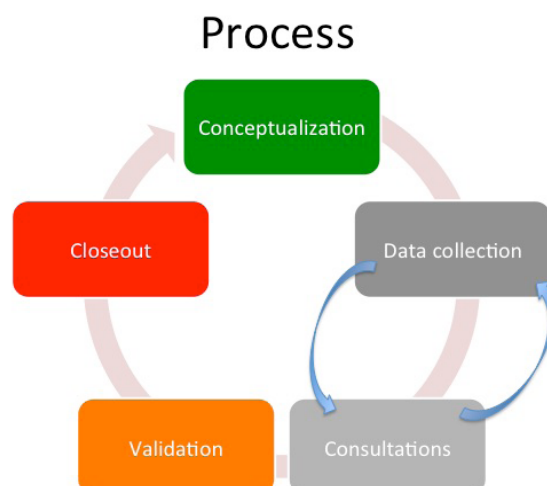 Process
Conceptualization
Closeout
Data collection
Validation
Consultations